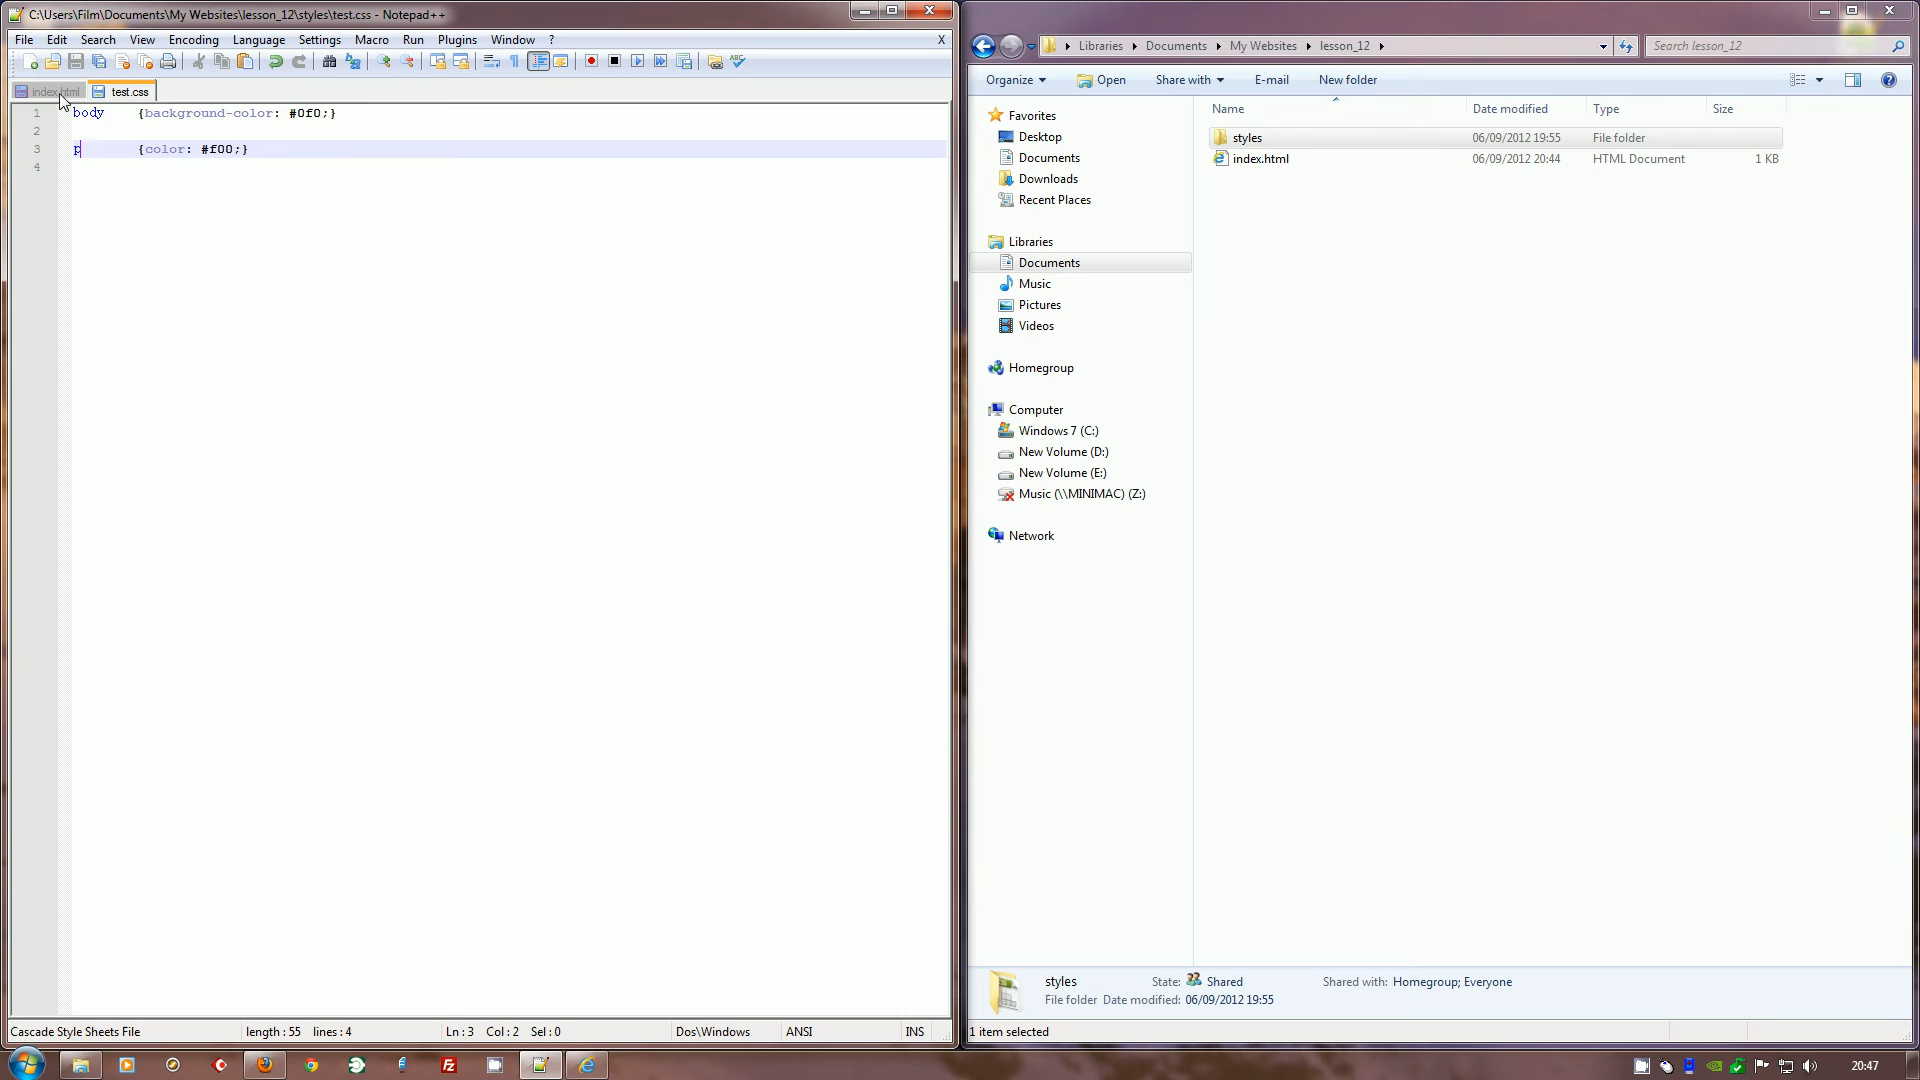 C:\Users\Film\Documents\My Websites\lesson_12\styles\test.css - Notepad++
File Edit Search View Encoding Language Settings Macro Run Plugins Window ? X
index.html test.css
1 body {background-color: #0f0;}
2
3 p {color: #f00;}
4
Cascade Style Sheets File length : 55 lines : 4 Ln : 3 Col : 2 Sel : 0 Dos\Windows ANSI INS
Libraries Documents My Websites lesson_12 Search lesson_12
Organize Open Share with E-mail New folder
Name Date modified Type Size
styles 06/09/2012 19:55 File folder
index.html 06/09/2012 20:44 HTML Document 1 KB
Favorites
Desktop
Documents
Downloads
Recent Places
Libraries
Documents
Music
Pictures
Videos
Homegroup
Computer
Windows 7 (C:)
New Volume (D:)
New Volume (E:)
Music (\\MINIMAC) (Z:)
Network
styles State: Shared Shared with: Homegroup; Everyone
File folder Date modified: 06/09/2012 19:55
1 item selected
20:47